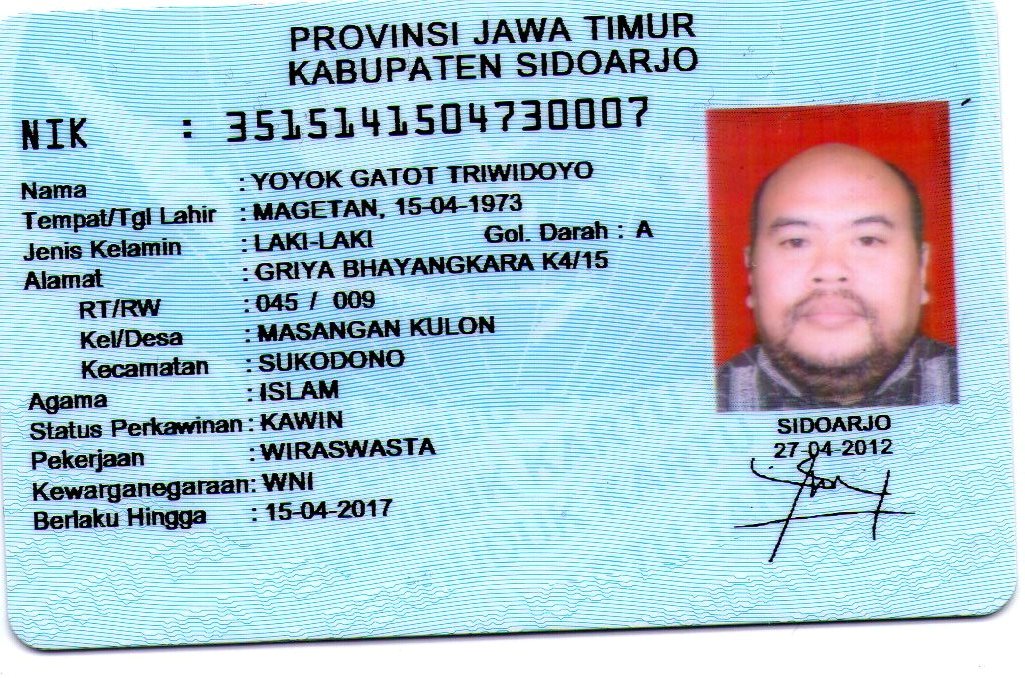 PROVINSI JAWA TIMUR
KABUPATEN SIDOARJO
NIK : 3515141504730007
Nama : YOYOK GATOT TRIWIDOYO
Tempat/Tgl Lahir : MAGETAN, 15-04-1973
Jenis Kelamin : LAKI-LAKI Gol. Darah : A
Alamat : GRIYA BHAYANGKARA K4/15
RT/RW : 045 / 009
Kel/Desa : MASANGAN KULON
Kecamatan : SUKODONO
Agama : ISLAM
Status Perkawinan : KAWIN
Pekerjaan : WIRASWASTA
Kewarganegaraan: WNI
Berlaku Hingga : 15-04-2017
SIDOARJO
27-04-2012